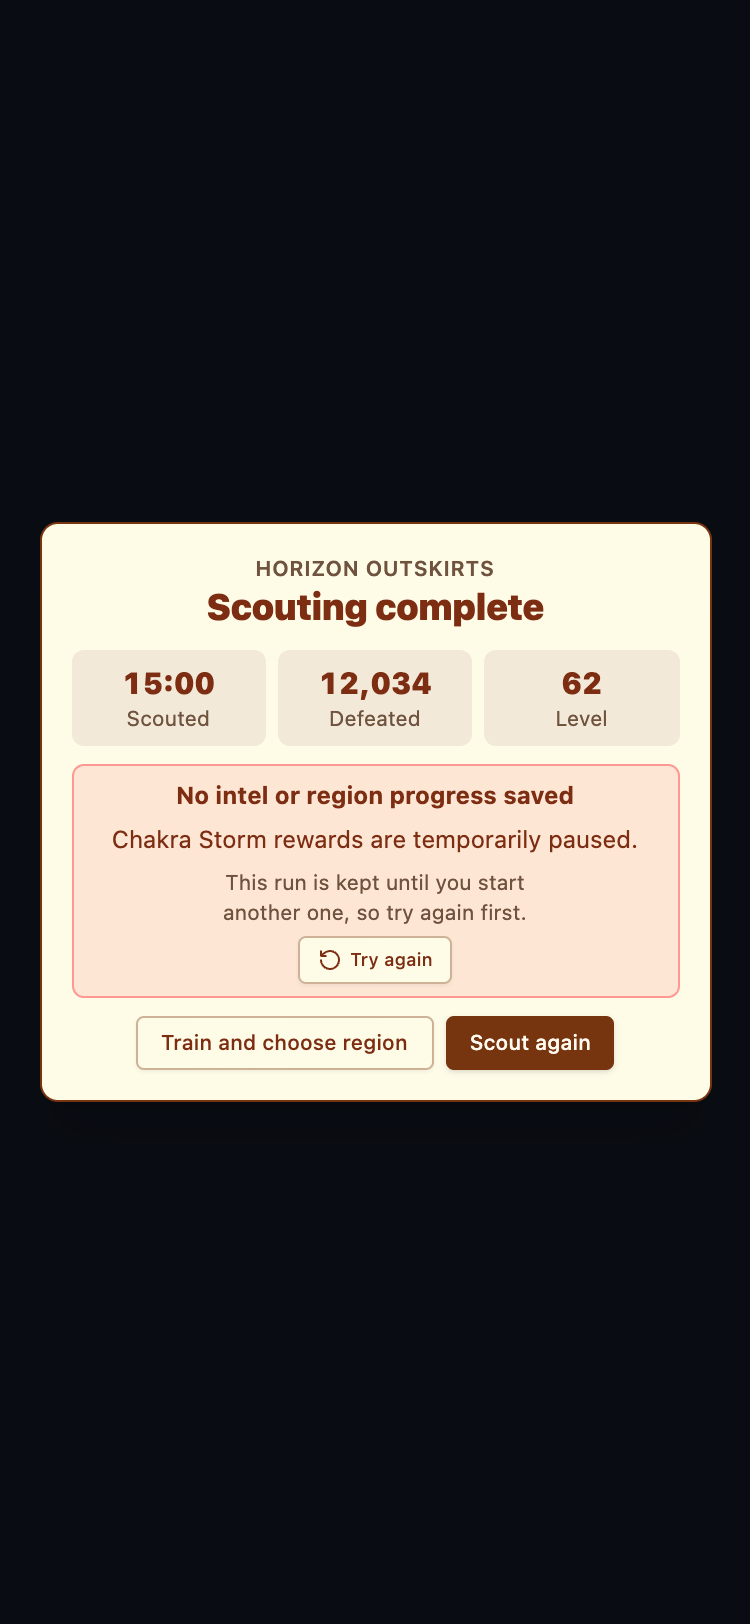 HORIZON OUTSKIRTS
Scouting complete
15:00
Scouted
12,034
Defeated
62
Level
No intel or region progress saved
Chakra Storm rewards are temporarily paused.
This run is kept until you start
another one, so try again first.
Try again
Train and choose region
Scout again